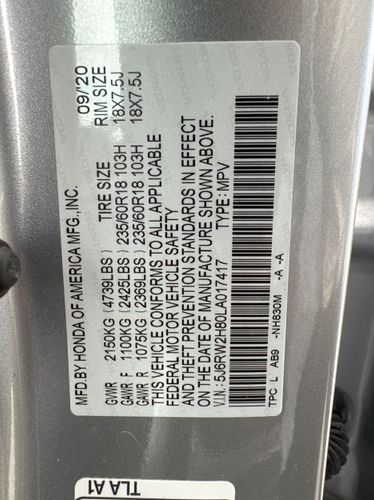 MFD.BY HONDA OF AMERICA MFG.,INC. 09/'20
GVWR 2150KG (4739LBS) TIRE SIZE RIM SIZE
GAWR F 1100KG (2425LBS) 235/60R18 103H 18X7.5J
GAWR R 1075KG (2369LBS) 235/60R18 103H 18X7.5J
THIS VEHICLE CONFORMS TO ALL APPLICABLE
FEDERAL MOTOR VEHICLE SAFETY
AND THEFT PREVENTION STANDARDS IN EFFECT
ON THE DATE OF MANUFACTURE SHOWN ABOVE.
V.I.N.: 5J6RW2H80LA017417 TYPE: MPV
TPC L AB9 -NH830M -A -A
TLA A1